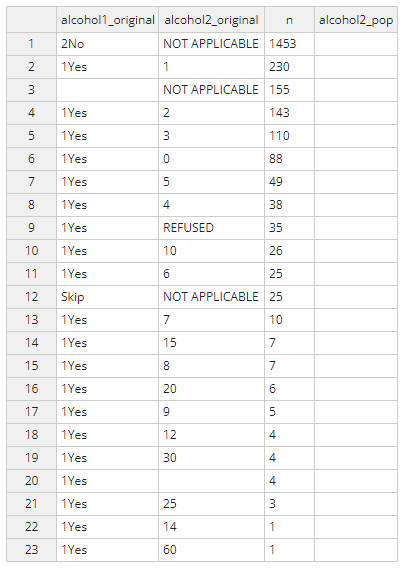 alcohol1_original alcohol2_original n alcohol2_pop
1 2No NOT APPLICABLE 1453
2 1Yes 1 230
3 NOT APPLICABLE 155
4 1Yes 2 143
5 1Yes 3 110
6 1Yes 0 88
7 1Yes 5 49
8 1Yes 4 38
9 1Yes REFUSED 35
10 1Yes 10 26
11 1Yes 6 25
12 Skip NOT APPLICABLE 25
13 1Yes 7 10
14 1Yes 15 7
15 1Yes 8 7
16 1Yes 20 6
17 1Yes 9 5
18 1Yes 12 4
19 1Yes 30 4
20 1Yes 4
21 1Yes 25 3
22 1Yes 14 1
23 1Yes 60 1